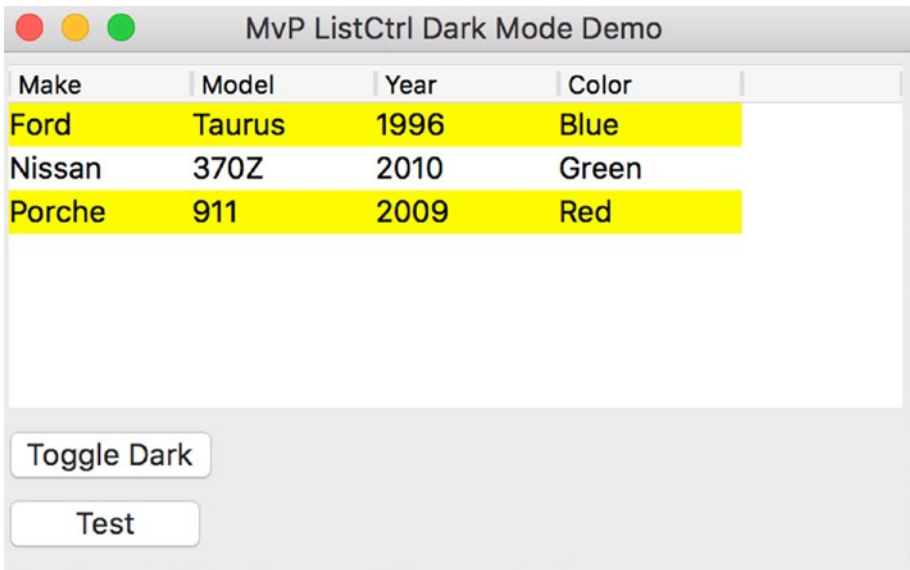 MvP ListCtrl Dark Mode Demo
Make Model Year Color
Ford Taurus 1996 Blue
Nissan 370Z 2010 Green
Porche 911 2009 Red
Toggle Dark
Test